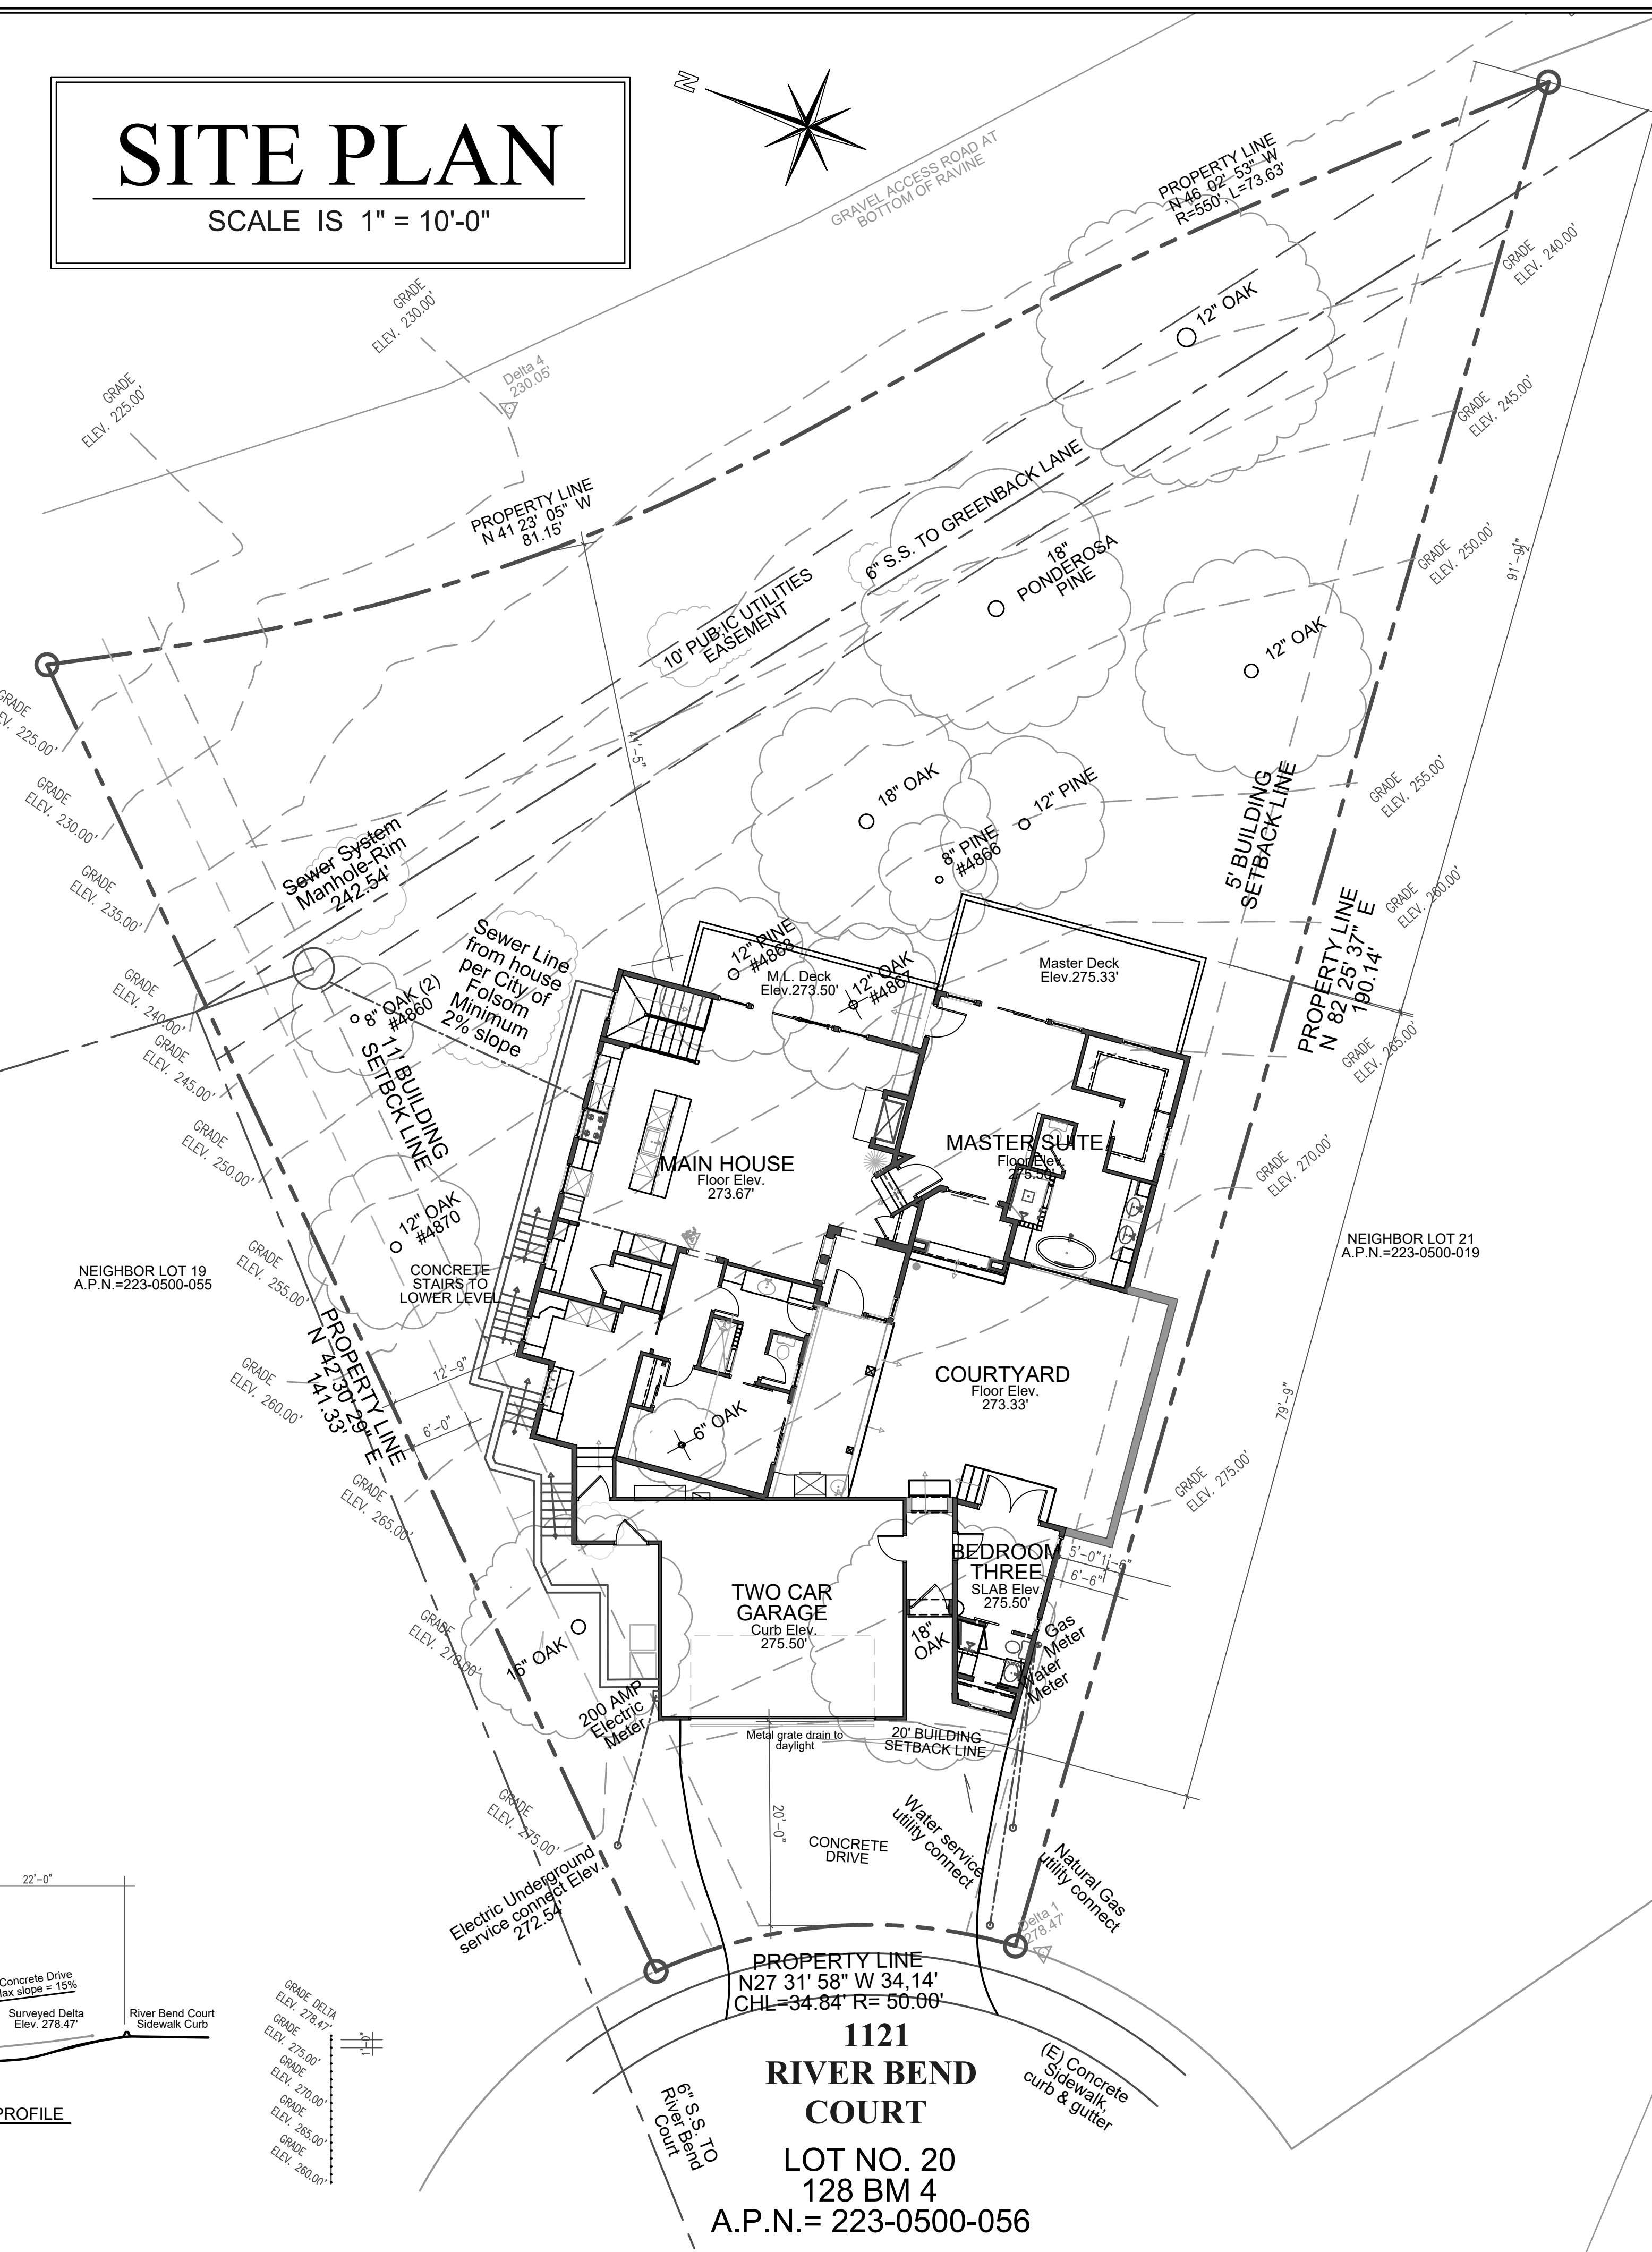 SITE PLAN
SCALE IS 1" = 10'-0"
N
GRAVEL ACCESS ROAD AT
BOTTOM OF RAVINE
PROPERTY LINE
N 46 02' 53" W
R=550', L=73.63'
12" OAK
GRADE
ELEV. 240.00'
GRADE
ELEV. 230.00'
Delta 4
230.05'
GRADE
ELEV. 225.00'
GRADE
ELEV. 245.00'
PROPERTY LINE
N 41 23' 05" W
81.15'
6" S.S. TO GREENBACK LANE
18"
PONDEROSA
PINE
GRADE
ELEV. 250.00'
91'-9½"
10' PUB;IC UTILITIES
EASEMENT
12" OAK
GRADE
EV. 225.00'
41'-5"
GRADE
ELEV. 230.00'
18" OAK
12" PINE
8" PINE
#4866
5' BUILDING
SETBACK LINE
GRADE
ELEV. 255.00'
Sewer System
Manhole-Rim
242.54'
GRADE
ELEV. 235.00'
GRADE
ELEV. 260.00'
PROPERTY LINE
N 82 25' 37" E
190.14'
Sewer Line
from house
per City of
Folsom
Minimum
2% slope
12" PINE
#4868
M.L. Deck
Elev.273.50'
12" OAK
#4867
Master Deck
Elev.275.33'
GRADE
ELEV. 240.00'
8" OAK (2)
#4860
GRADE
ELEV. 245.00'
11' BUILDING
SETBCK LINE
GRADE
ELEV. 265.00'
GRADE
ELEV. 250.00'
MAIN HOUSE
Floor Elev.
273.67'
MASTER SUITE
Floor Elev.
275.50'
GRADE
ELEV. 270.00'
12" OAK
#4870
NEIGHBOR LOT 19
A.P.N.=223-0500-055
GRADE
ELEV. 255.00'
CONCRETE
STAIRS TO
LOWER LEVEL
NEIGHBOR LOT 21
A.P.N.=223-0500-019
PROPERTY LINE
N 42 30' 29" E
141.33'
GRADE
ELEV. 260.00'
12'-9"
6'-0"
6" OAK
COURTYARD
Floor Elev.
273.33'
79'-9"
GRADE
ELEV. 265.00'
GRADE
ELEV. 275.00'
BEDROOM
THREE
SLAB Elev.
275.50'
5'-0"
1'-6"
6'-6"
TWO CAR
GARAGE
Curb Elev.
275.50'
18"
OAK
Gas
Meter
Water
Meter
GRADE
ELEV. 270.00'
16" OAK
200 AMP
Electric
Meter
Metal grate drain to
daylight
20' BUILDING
SETBACK LINE
GRADE
ELEV. 275.00'
20'-0"
CONCRETE
DRIVE
Water service
utility connect
Natural Gas
utility connect
Electric Underground
service connect Elev.
272.54'
Delta 1
278.47'
22'-0"
Concrete Drive
ax slope = 15%
Surveyed Delta
Elev. 278.47'
River Bend Court
Sidewalk Curb
PROFILE
GRADE DELTA
ELEV. 278.47'
GRADE
ELEV. 275.00'
GRADE
ELEV. 270.00'
GRADE
ELEV. 265.00'
GRADE
ELEV. 260.00'
1'-0"
PROPERTY LINE
N27 31' 58" W 34,14'
CHL=34.84' R= 50.00'
1121
RIVER BEND
COURT
(E) Concrete
Sidewalk,
curb & gutter
6" S.S. TO
River Bend
Court
LOT NO. 20
128 BM 4
A.P.N.= 223-0500-056